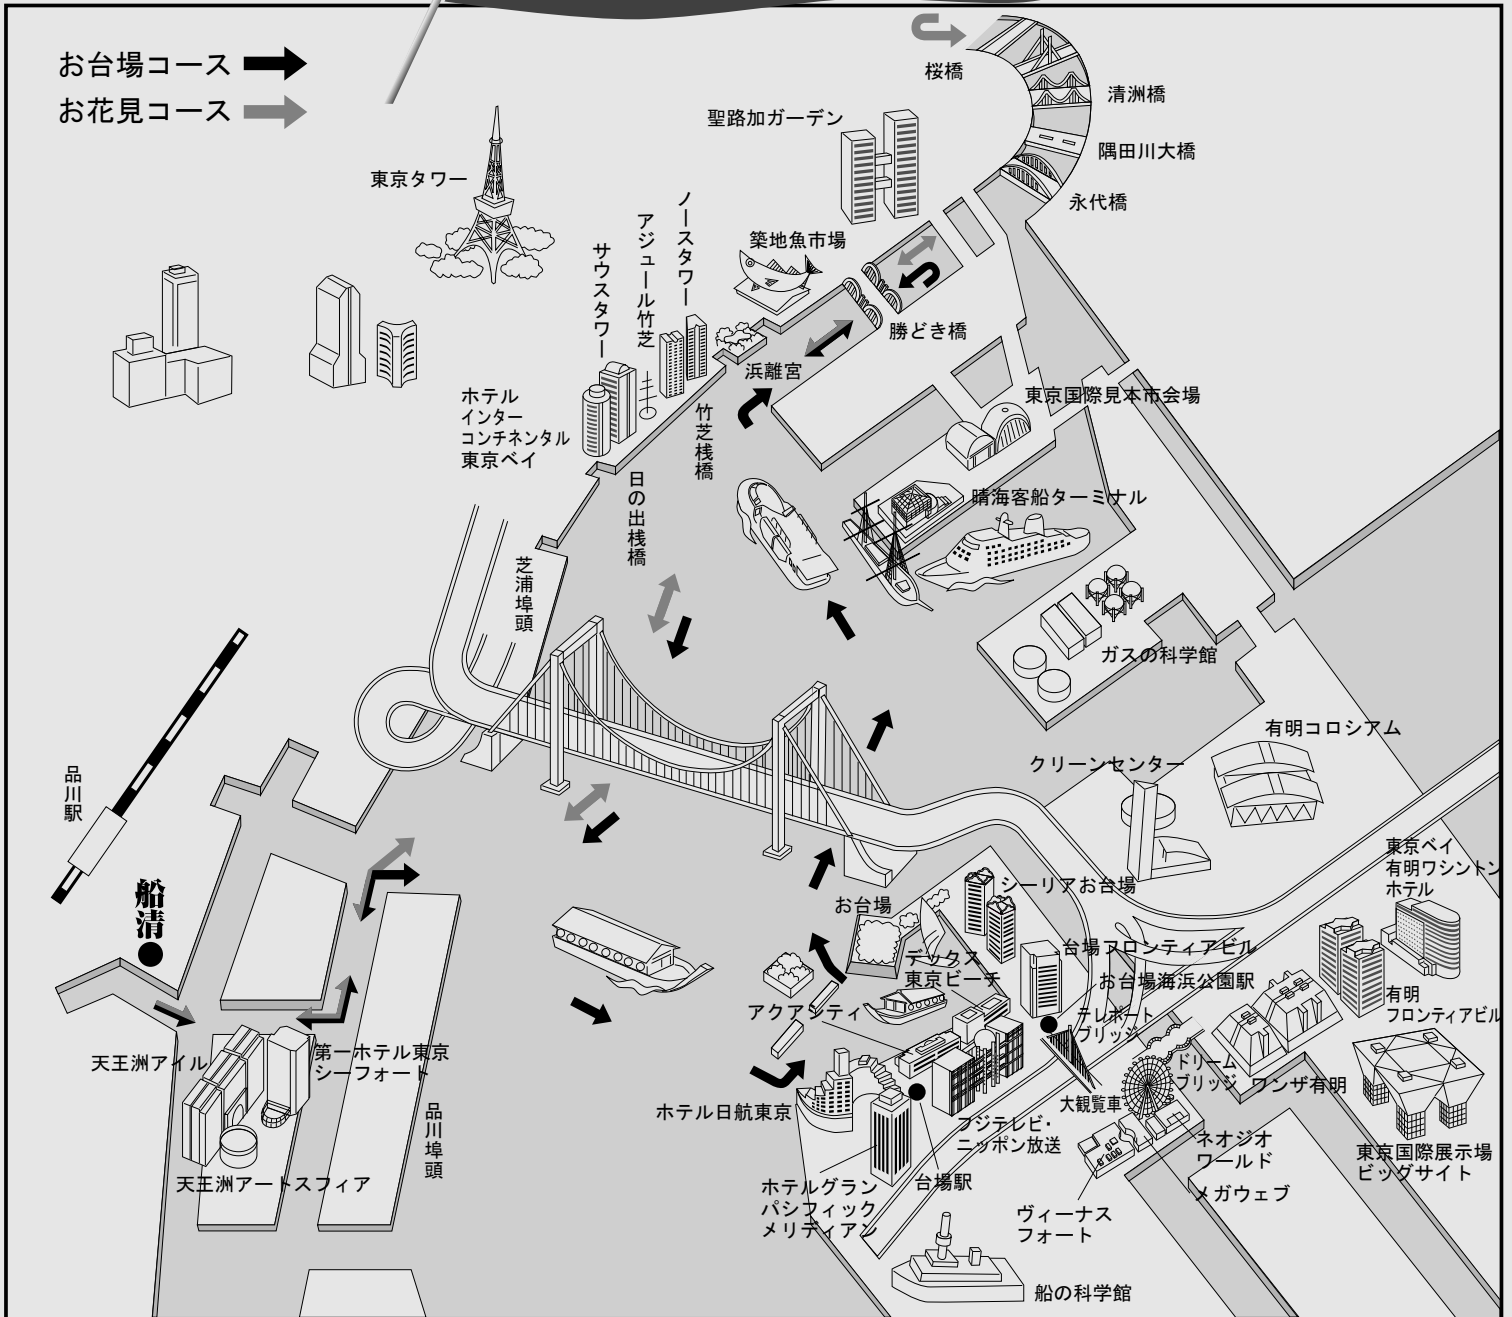 お台場コース
お花見コース
桜橋
清洲橋
隅田川大橋
永代橋
聖路加ガーデン
東京タワー
ノースタワー
アジュール竹芝
サウスタワー
築地魚市場
勝どき橋
浜離宮
東京国際見本市会場
ホテル
インター
コンチネンタル
東京ベイ
竹芝桟橋
日の出桟橋
晴海客船ターミナル
芝浦埠頭
ガスの科学館
有明コロシアム
クリーンセンター
品川駅
船清
東京ベイ
有明ワシントン
ホテル
シーリアお台場
お台場
台場フロンティアビル
デックス
東京ビーチ
お台場海浜公園駅
有明
フロンティアビル
アクアシティ
テレポート
ブリッジ
天王洲アイル
第一ホテル東京
シーフォート
ドリーム
ブリッジ
ワンザ有明
大観覧車
ホテル日航東京
品川埠頭
フジテレビ・
ニッポン放送
ネオジオ
ワールド
東京国際展示場
ビッグサイト
天王洲アートスフィア
ホテルグラン
パシフィック
メリディアン
台場駅
メガウェブ
ヴィーナス
フォート
船の科学館